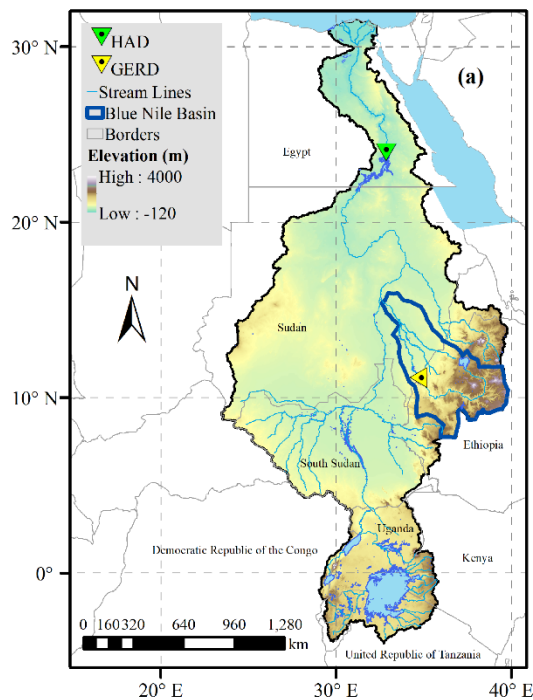 30° N
HAD
GERD
Stream Lines
Blue Nile Basin
Borders
Elevation (m)
High : 4000
Low : -120
(a)
Egypt
20° N
N
Sudan
10° N
Ethiopia
South Sudan
Uganda
Democratic Republic of the Congo
Kenya
0°
0 160 320 640 960 1,280
km
United Republic of Tanzania
20° E 30° E 40° E